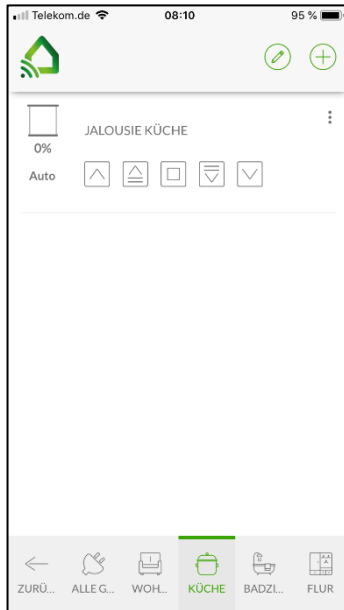 Telekom.de 08:10 95 %
JALOUSIE KÜCHE
0%
Auto
ZURÜ... ALLE G... WOH... KÜCHE BADZI... FLUR